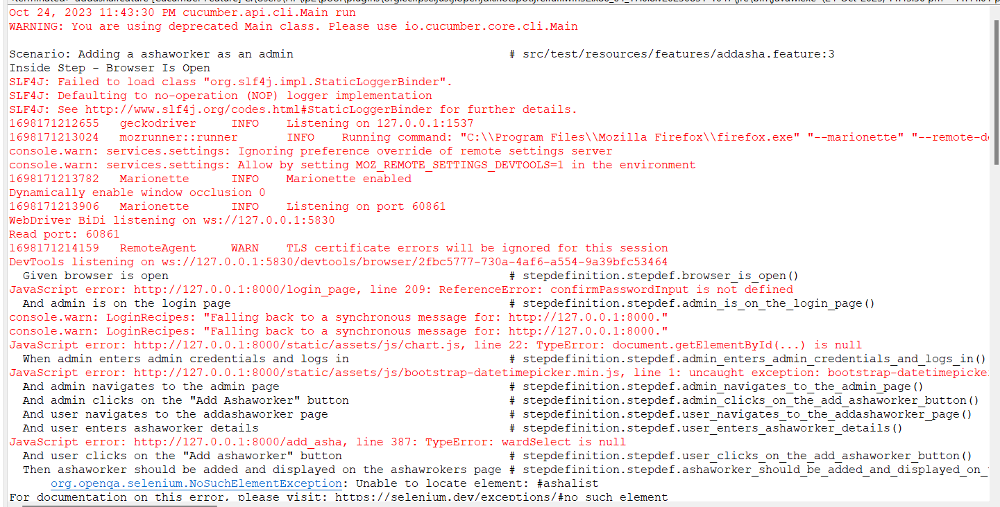 Oct 24, 2023 11:43:30 PM cucumber.api.cli.Main run
WARNING: You are using deprecated Main class. Please use io.cucumber.core.cli.Main
Scenario: Adding a ashaworker as an admin # src/test/resources/features/addasha.feature:3
Inside Step - Browser Is Open
SLF4J: Failed to load class "org.slf4j.impl.StaticLoggerBinder".
SLF4J: Defaulting to no-operation (NOP) logger implementation
SLF4J: See http://www.slf4j.org/codes.html#StaticLoggerBinder for further details.
1698171212655 geckodriver INFO Listening on 127.0.0.1:1537
1698171213024 mozrunner::runner INFO Running command: "C:\\Program Files\\Mozilla Firefox\\firefox.exe" "--marionette" "--remote-de
console.warn: services.settings: Ignoring preference override of remote settings server
console.warn: services.settings: Allow by setting MOZ_REMOTE_SETTINGS_DEVTOOLS=1 in the environment
1698171213782 Marionette INFO Marionette enabled
Dynamically enable window occlusion 0
1698171213906 Marionette INFO Listening on port 60861
WebDriver BiDi listening on ws://127.0.0.1:5830
Read port: 60861
1698171214159 RemoteAgent WARN TLS certificate errors will be ignored for this session
DevTools listening on ws://127.0.0.1:5830/devtools/browser/2fbc5777-730a-4af6-a554-9a39bfc53464
Given browser is open # stepdefinition.stepdef.browser_is_open()
JavaScript error: http://127.0.0.1:8000/login_page, line 209: ReferenceError: confirmPasswordInput is not defined
And admin is on the login page # stepdefinition.stepdef.admin_is_on_the_login_page()
console.warn: LoginRecipes: "Falling back to a synchronous message for: http://127.0.0.1:8000."
console.warn: LoginRecipes: "Falling back to a synchronous message for: http://127.0.0.1:8000."
JavaScript error: http://127.0.0.1:8000/static/assets/js/chart.js, line 22: TypeError: document.getElementById(...) is null
When admin enters admin credentials and logs in # stepdefinition.stepdef.admin_enters_admin_credentials_and_logs_in()
JavaScript error: http://127.0.0.1:8000/static/assets/js/bootstrap-datetimepicker.min.js, line 1: uncaught exception: bootstrap-datetimepicke
And admin navigates to the admin page # stepdefinition.stepdef.admin_navigates_to_the_admin_page()
And admin clicks on the "Add Ashaworker" button # stepdefinition.stepdef.admin_clicks_on_the_add_ashaworker_button()
And user navigates to the addashaworker page # stepdefinition.stepdef.user_navigates_to_the_addashaworker_page()
And user enters ashaworker details # stepdefinition.stepdef.user_enters_ashaworker_details()
JavaScript error: http://127.0.0.1:8000/add_asha, line 387: TypeError: wardSelect is null
And user clicks on the "Add ashaworker" button # stepdefinition.stepdef.user_clicks_on_the_add_ashaworker_button()
Then ashaworker should be added and displayed on the ashawrokers page # stepdefinition.stepdef.ashaworker_should_be_added_and_displayed_on_
org.openqa.selenium.NoSuchElementException: Unable to locate element: #ashalist
For documentation on this error, please visit: https://selenium.dev/exceptions/#no_such_element